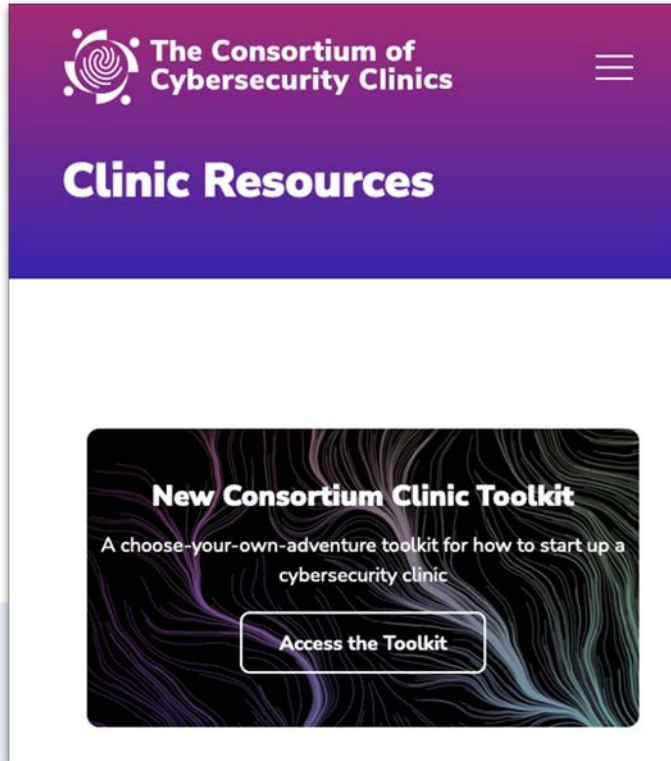 The Consortium of
Cybersecurity Clinics
Clinic Resources
New Consortium Clinic Toolkit
A choose-your-own-adventure toolkit for how to start up a
cybersecurity clinic
Access the Toolkit